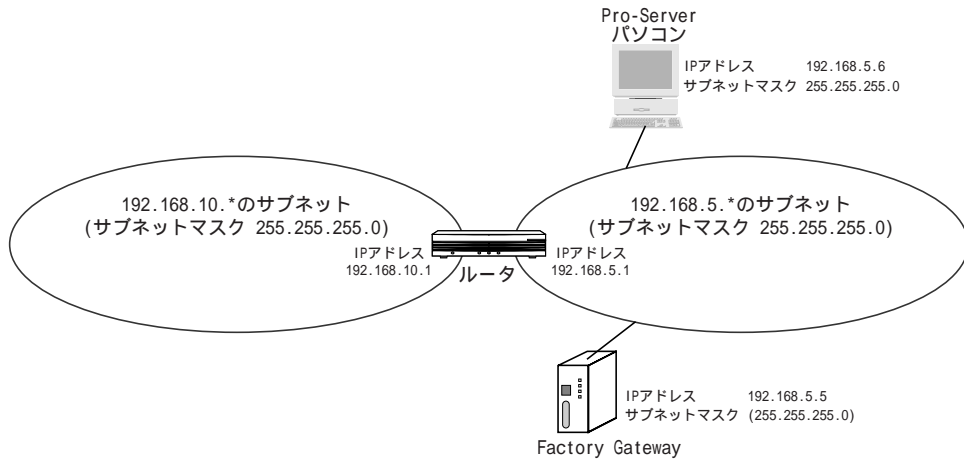 Pro-Server
パソコン
IPアドレス 192.168.5.6
サブネットマスク 255.255.255.0
192.168.10.*のサブネット
(サブネットマスク 255.255.255.0)
192.168.5.*のサブネット
(サブネットマスク 255.255.255.0)
IPアドレス
192.168.10.1
ルータ
IPアドレス
192.168.5.1
IPアドレス 192.168.5.5
サブネットマスク (255.255.255.0)
Factory Gateway